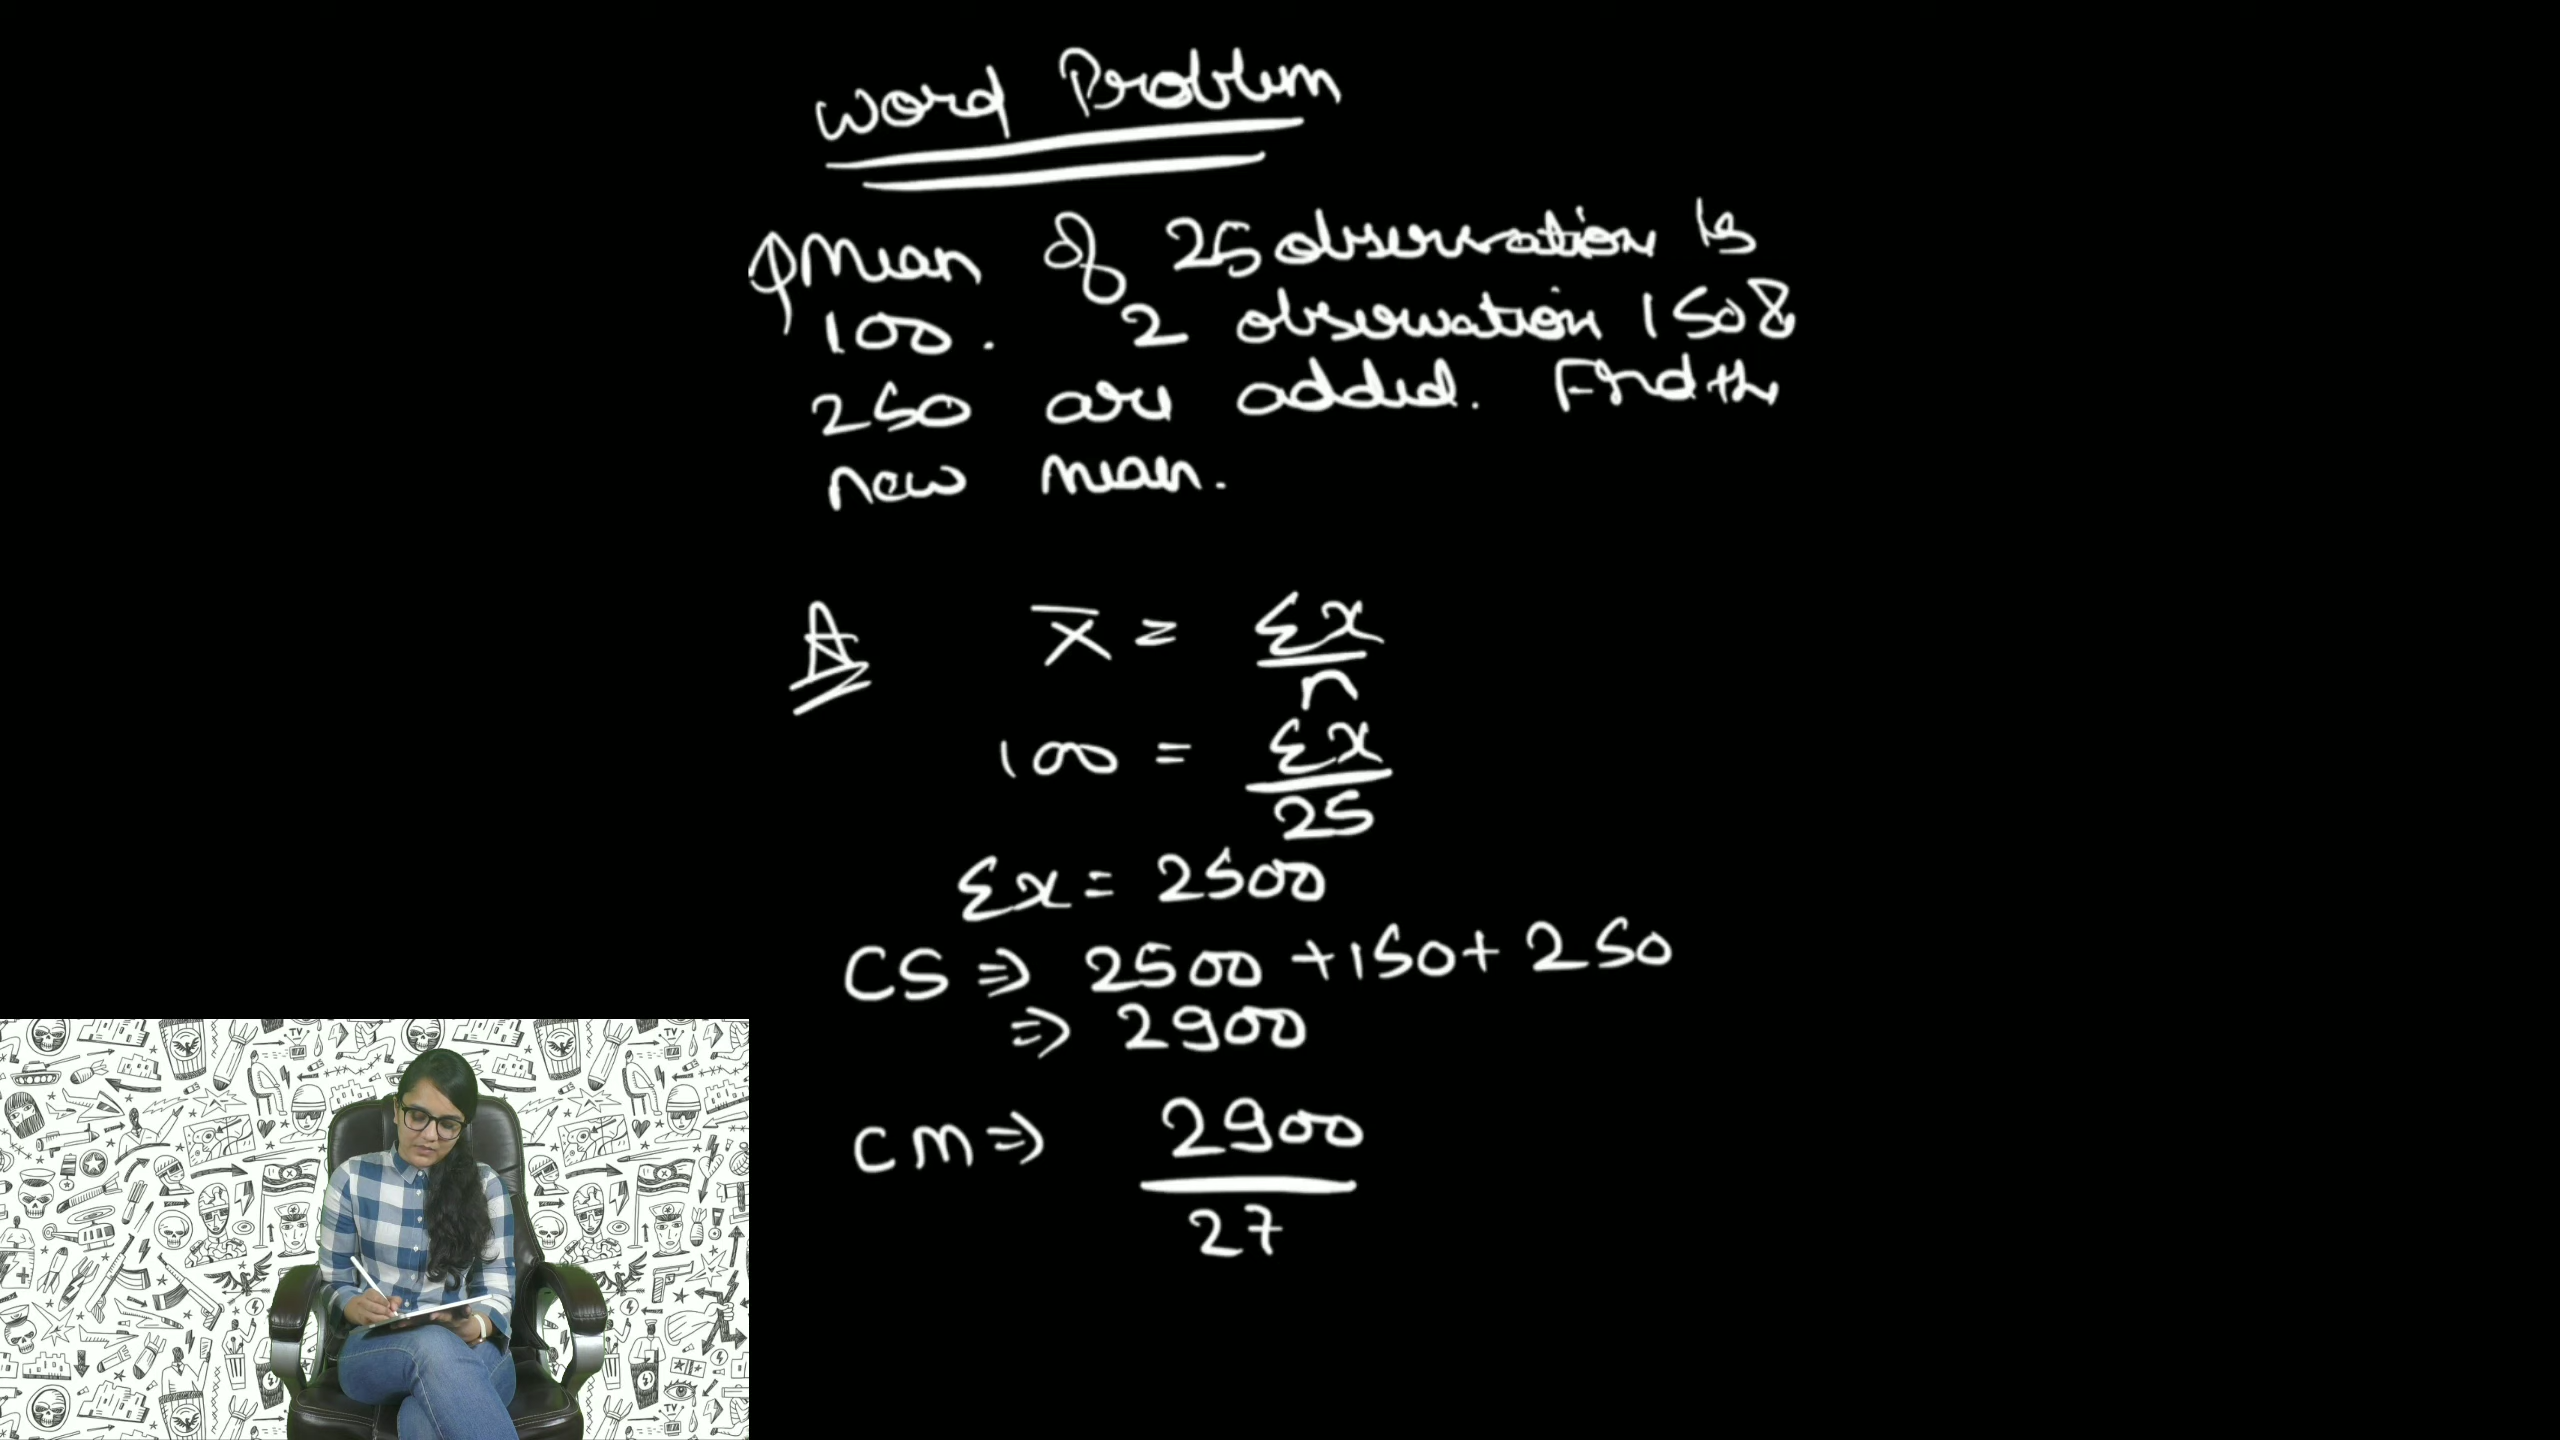 Word Problem
Q Mean of 25 observation is
100. 2 observation 150 &
250 are added. Find the
new mean.
A X̅ = Σx
n
100 = Σx
25
Σx = 2500
CS ⇒ 2500 + 150 + 250
⇒ 2900
CM ⇒ 2900
27